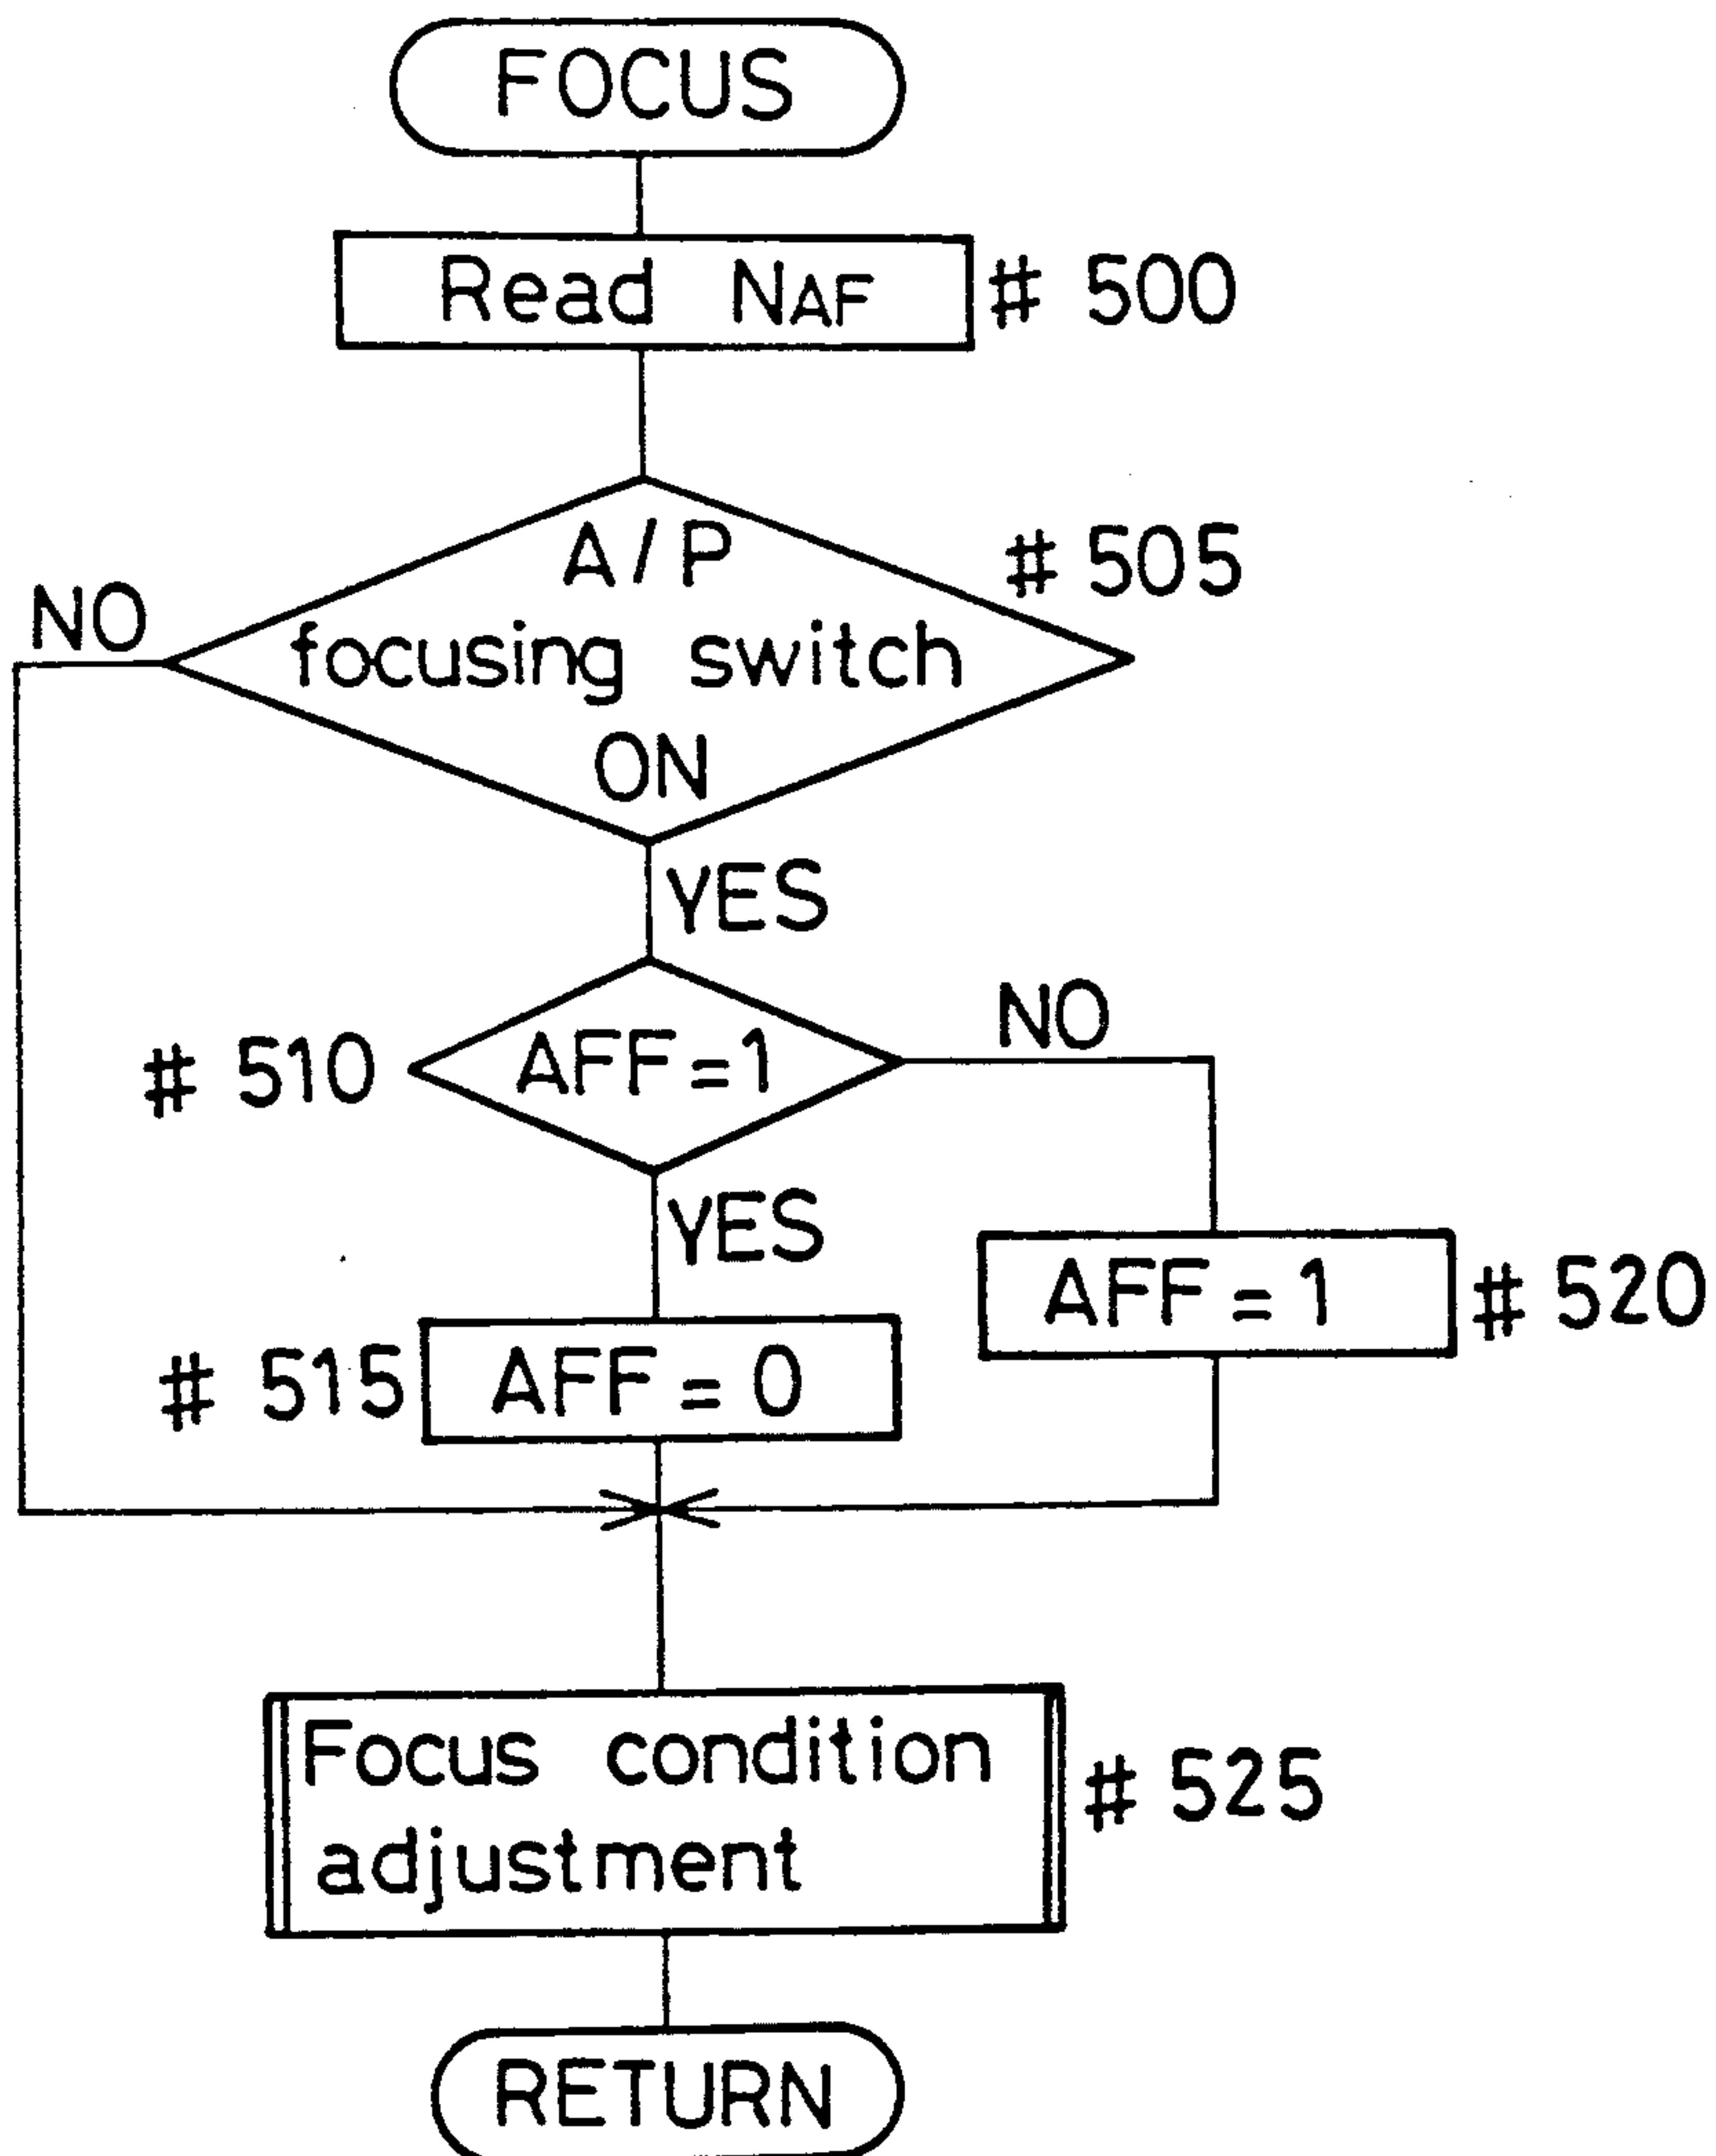 FOCUS
Read NAF
# 500
A/P
# 505
NO
focusing switch
ON
YES
NO
# 510
AFF=1
YES
AFF = 1
# 520
# 515
AFF = 0
Focus condition
# 525
adjustment
RETURN